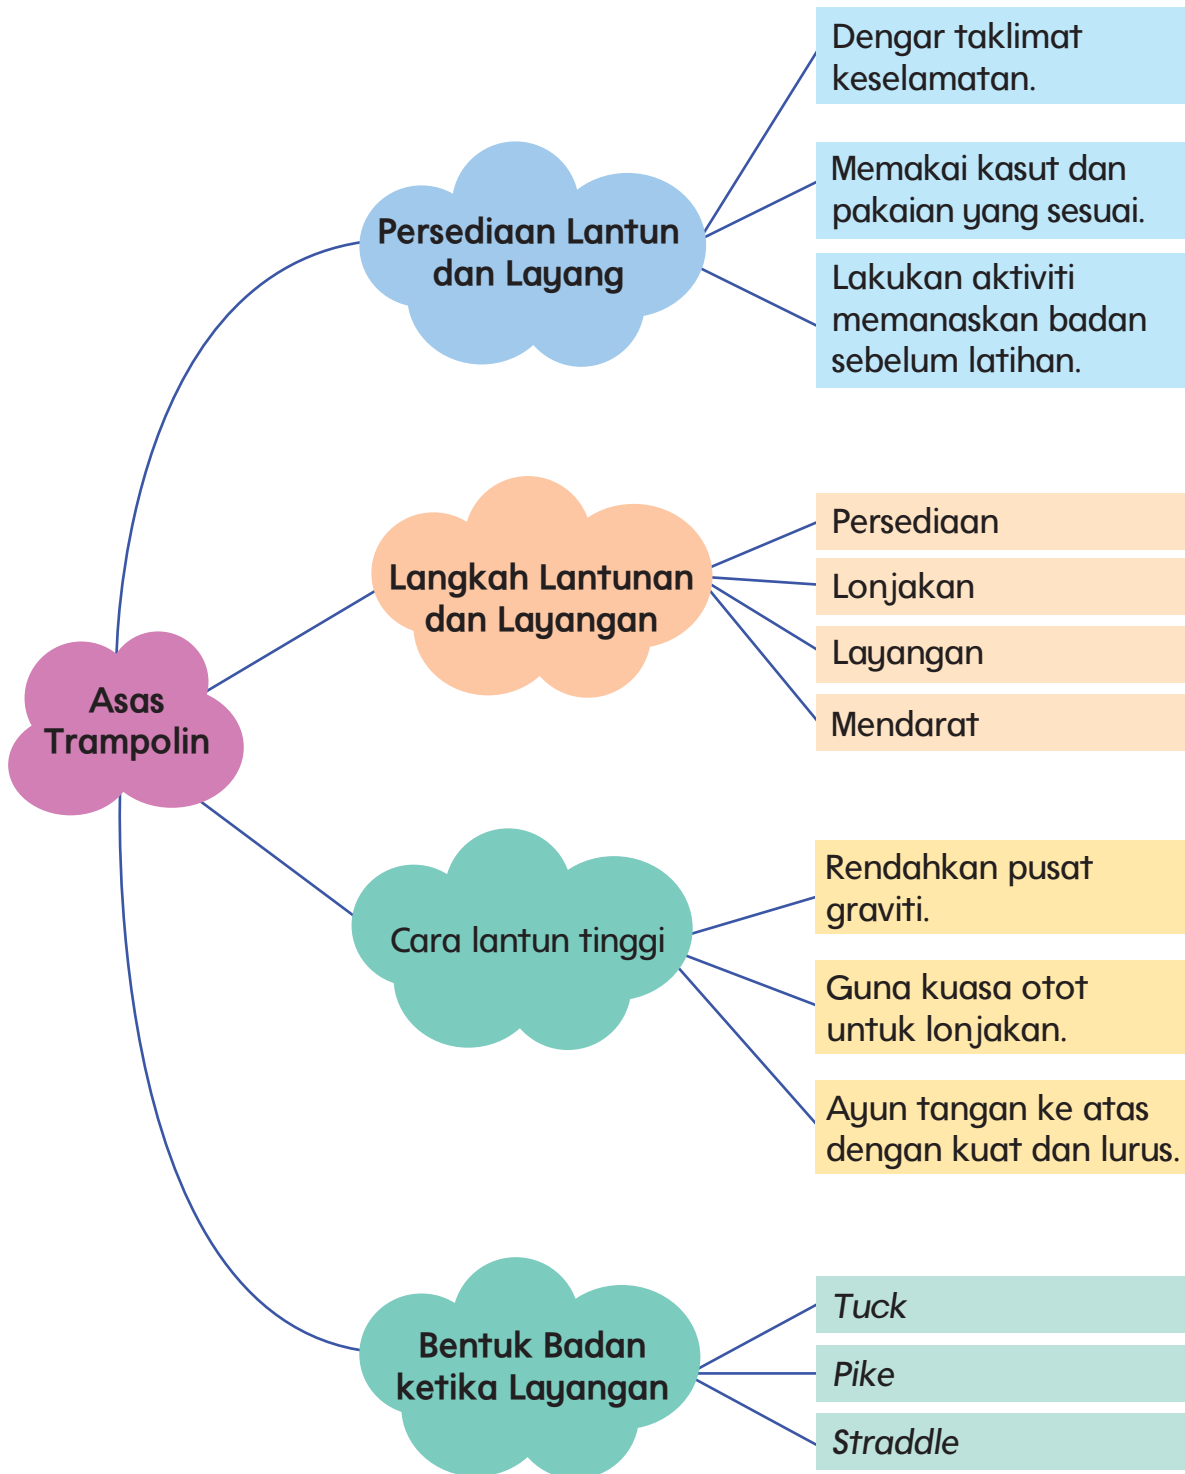 Asas
Trampolin
Persediaan Lantun
dan Layang
Dengar taklimat
keselamatan.
Memakai kasut dan
pakaian yang sesuai.
Lakukan aktiviti
memanaskan badan
sebelum latihan.
Langkah Lantunan
dan Layangan
Persediaan
Lonjakan
Layangan
Mendarat
Cara lantun tinggi
Rendahkan pusat
graviti.
Guna kuasa otot
untuk lonjakan.
Ayun tangan ke atas
dengan kuat dan lurus.
Bentuk Badan
ketika Layangan
Tuck
Pike
Straddle